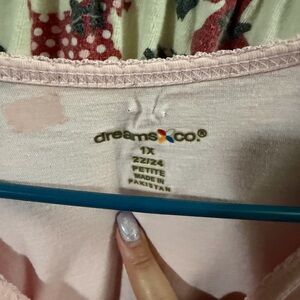 dreams co.®
1X
22/24
PETITE
MADE IN
PAKISTAN